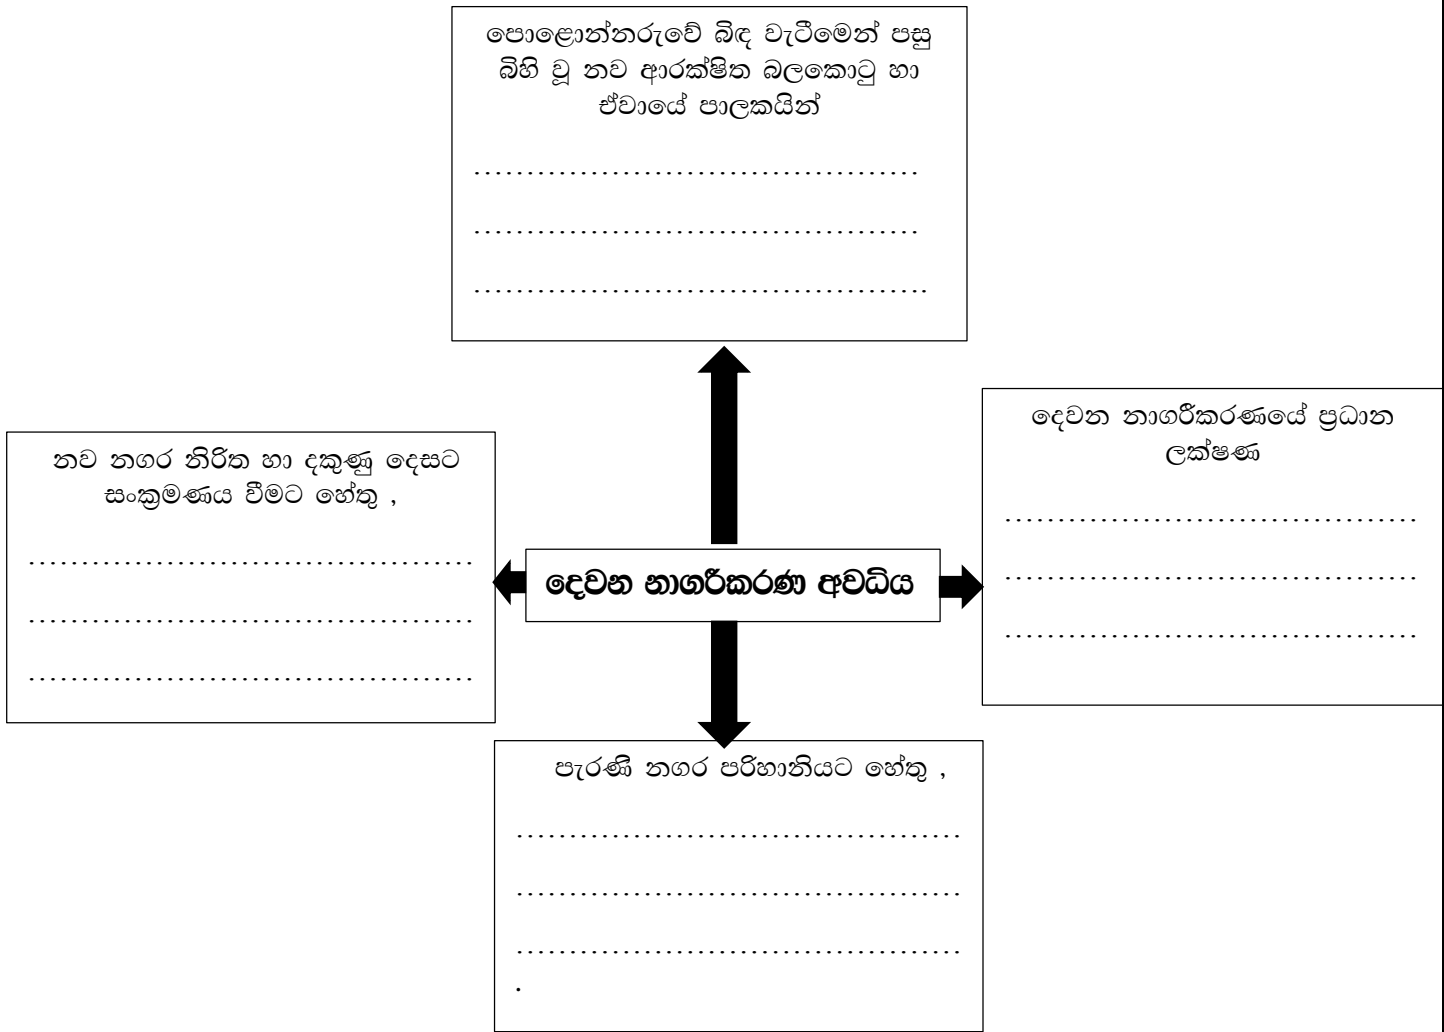 පොළොන්නරුවේ බිඳ වැටීමෙන් පසු
බිහි වූ නව ආරක්ෂිත බලකොටු හා
ඒවායේ පාලකයින්
..........................................
..........................................
...........................................
නව නගර නිරිත හා දකුණු දෙසට
සංක්‍රමණය වීමට හේතු ,
..........................................
..........................................
..........................................
දෙවන නාගරීකරණ අවධිය
දෙවන නාගරීකරණයේ ප්‍රධාන
ලක්ෂණ
.......................................
.......................................
.......................................
පැරණි නගර පරිහානියට හේතු ,
..........................................
..........................................
..........................................
.